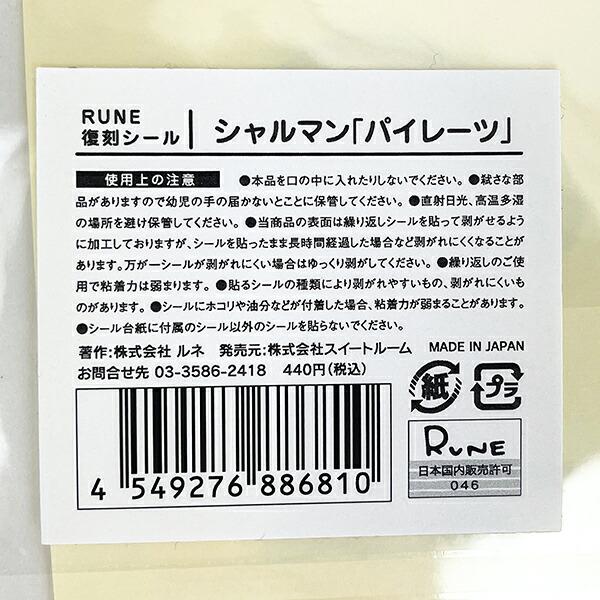 RUNE
復刻シール
シャルマン「パイレーツ」
使用上の注意 ●本品を口の中に入れたりしないでください。●弑さな部
品がありますので幼児の手の届かないとことに保管してください。●直射日光、高温多湿
の場所を避け保管してください。●当商品の表面は繰り返しシールを貼って剥がせるよう
に加工しておりますが、シールを貼ったまま長時間経過した場合など剥がれにくくなることが
あります。万が一シールが剥がれにくい場合はゆっくり剥がしてください。●繰り返しのご使
用で粘着力は弱まります。●貼るシールの種類により剥がれやすいもの、剥がれにくいも
のがあります。●シールにホコリや油分などが付着した場合、粘着力が弱まることがあります。
●シール台紙に付属のシール以外のシールを貼らないでください。
著作:株式会社 ルネ 発売元:株式会社スイートルーム MADE IN JAPAN
お問合せ先 03-3586-2418 440円(税込)
紙 プラ
4 549276 886810
RUNE
日本国内販売許可
046